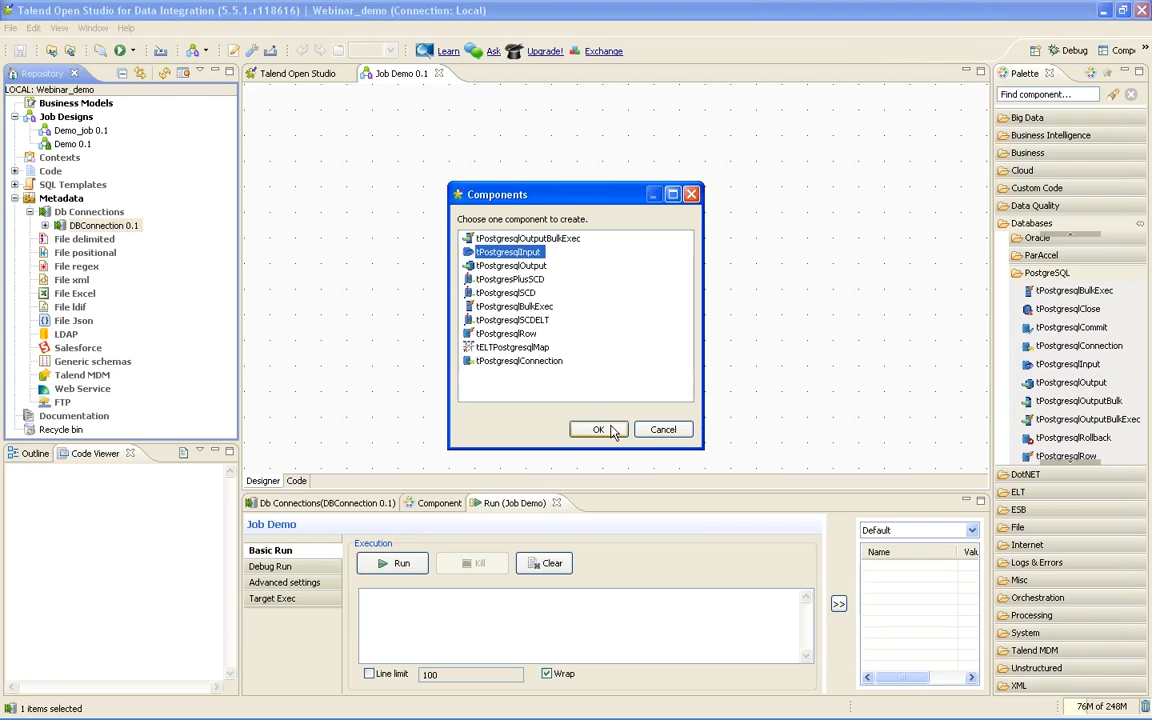 Talend Open Studio for Data Integration (5.5.1.r118616) | Webinar_demo (Connection: Local)
File Edit View Window Help
Learn Ask Upgrade! Exchange Debug Comp »
Repository
Talend Open Studio
Job Demo 0.1
Palette
LOCAL: Webinar_demo
Find component...
Business Models
Job Designs
Demo_job 0.1
Demo 0.1
Contexts
Code
SQL Templates
Metadata
Db Connections
DBConnection 0.1
File delimited
File positional
File regex
File xml
File Excel
File ldif
File Json
LDAP
Salesforce
Generic schemas
Talend MDM
Web Service
FTP
Documentation
Recycle bin
Components
Choose one component to create.
tPostgresqlOutputBulkExec
tPostgresqlInput
tPostgresqlOutput
tPostgresPlusSCD
tPostgresqlSCD
tPostgresqlBulkExec
tPostgresqlSCDELT
tPostgresqlRow
tELTPostgresqlMap
tPostgresqlConnection
OK
Cancel
Big Data
Business Intelligence
Business
Cloud
Custom Code
Data Quality
Databases
Oracle
ParAccel
PostgreSQL
tPostgresqlBulkExec
tPostgresqlClose
tPostgresqlCommit
tPostgresqlConnection
tPostgresqlInput
tPostgresqlOutput
tPostgresqlOutputBulk
tPostgresqlOutputBulkExec
tPostgresqlRollback
tPostgresqlRow
DotNET
ELT
ESB
File
Internet
Logs & Errors
Misc
Orchestration
Processing
System
Talend MDM
Unstructured
XML
Outline
Code Viewer
Designer Code
Db Connections(DBConnection 0.1)
Component
Run (Job Demo)
Job Demo
Basic Run
Debug Run
Advanced settings
Target Exec
Execution
Run
Kill
Clear
Line limit
100
Wrap
>>
Default
Name
Valu
1 items selected
76M of 248M